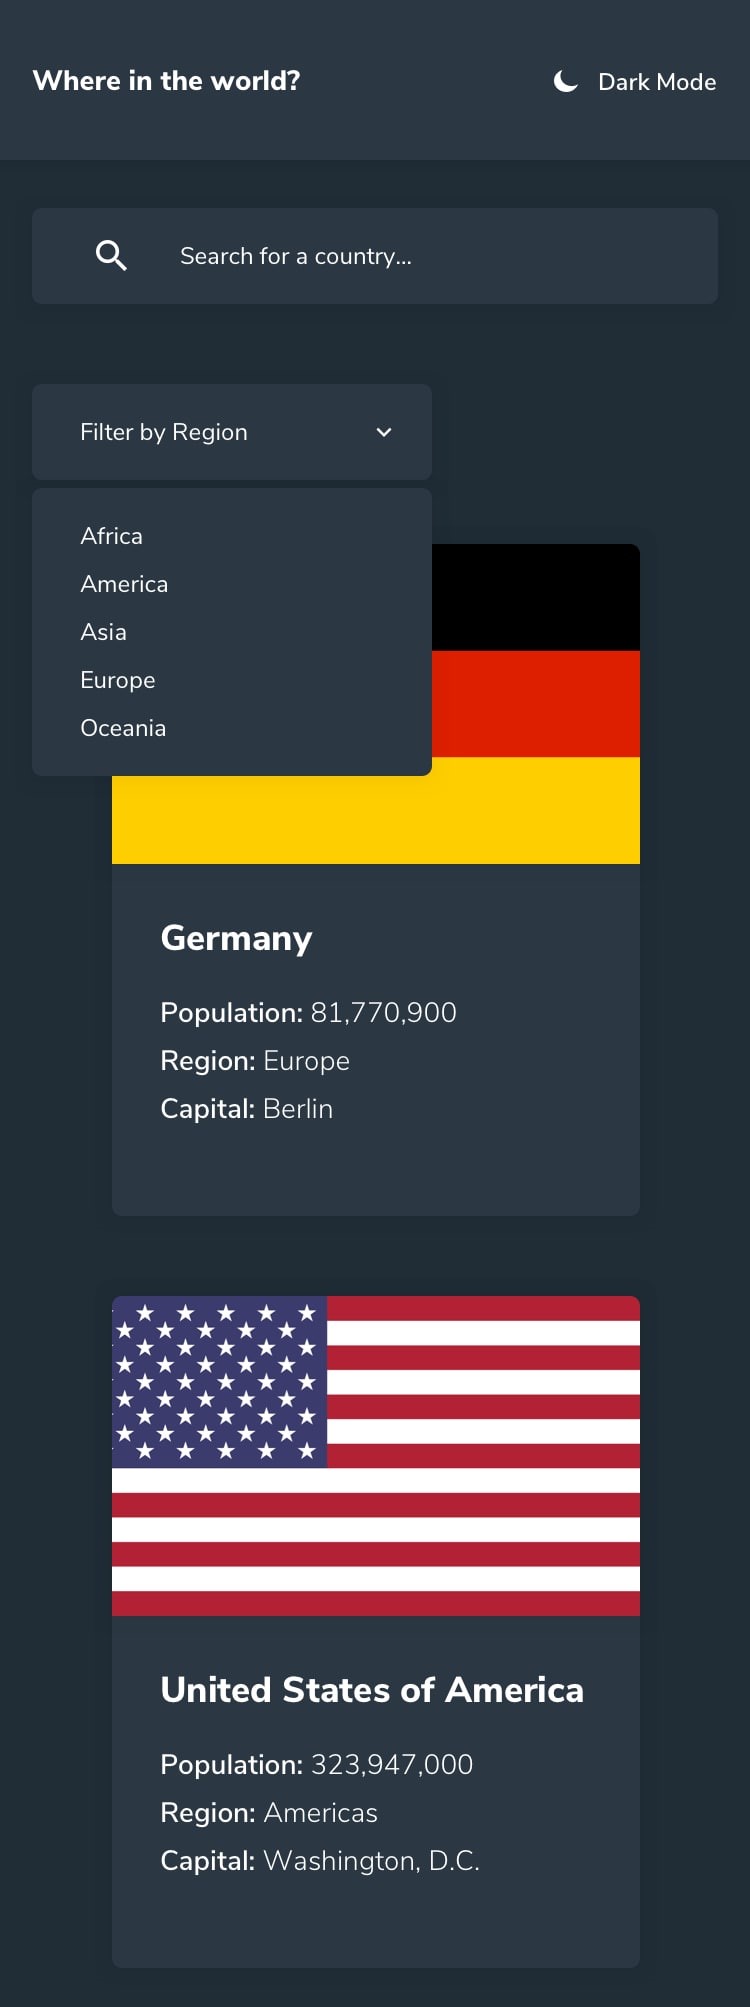 Where in the world?
Dark Mode
Search for a country…
Filter by Region
Africa
America
Asia
Europe
Oceania
Germany
Population: 81,770,900
Region: Europe
Capital: Berlin
United States of America
Population: 323,947,000
Region: Americas
Capital: Washington, D.C.